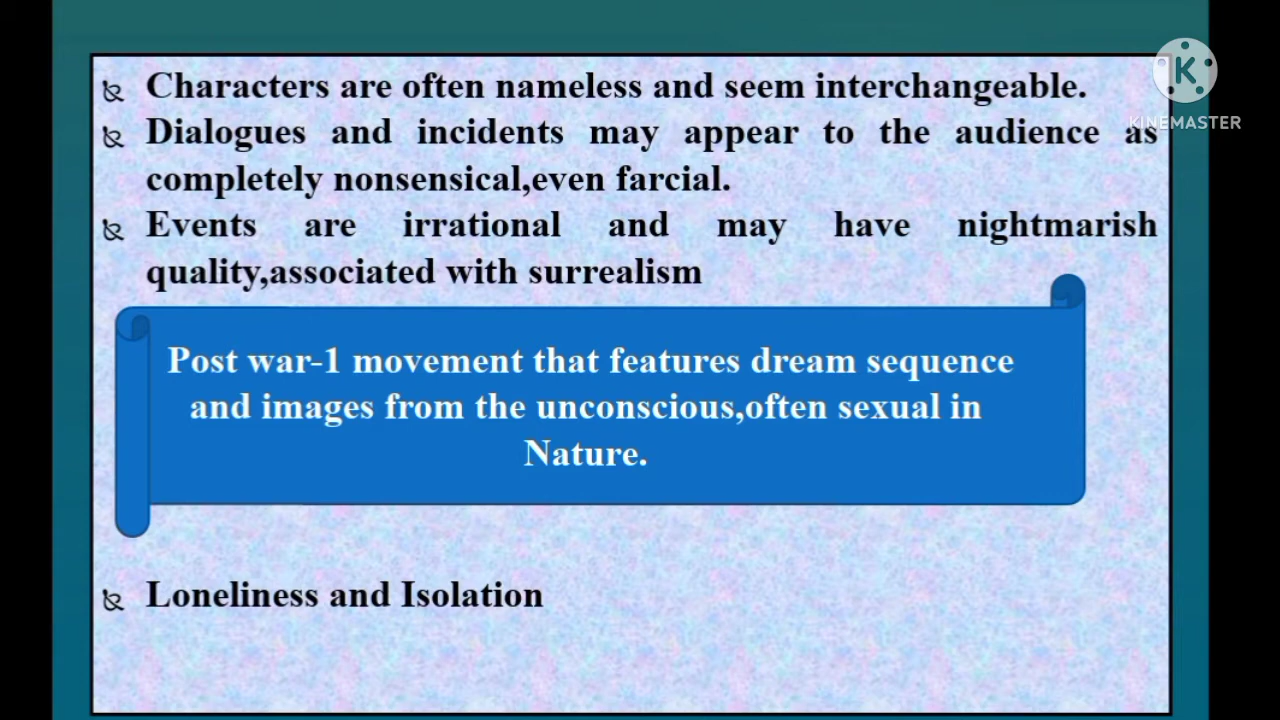 Characters are often nameless and seem interchangeable.
Dialogues and incidents may appear to the audience as
completely nonsensical,even farcial.
Events are irrational and may have nightmarish
quality,associated with surrealism
Post war-1 movement that features dream sequence
and images from the unconscious,often sexual in
Nature.
Loneliness and Isolation
K
KINEMASTER